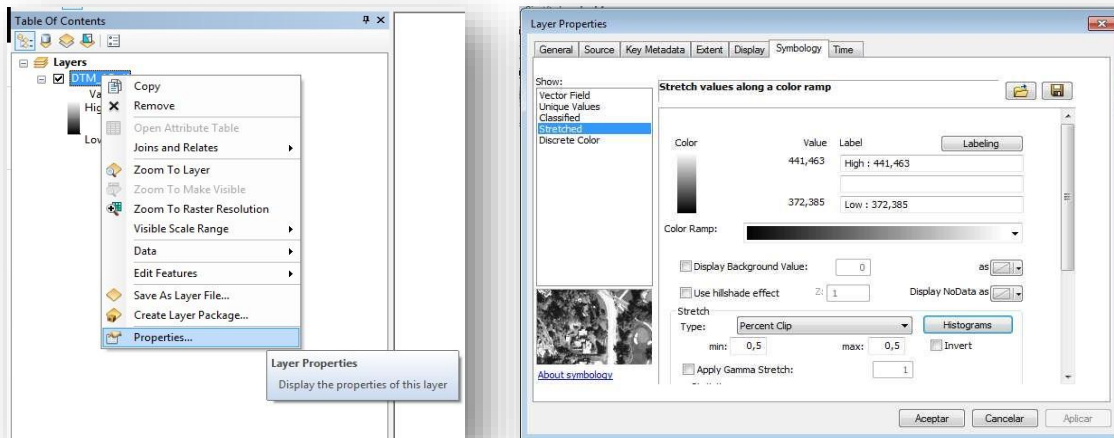 Table Of Contents
Layers
DTM
Va
Hig
Lov
Copy
Remove
Open Attribute Table
Joins and Relates
Zoom To Layer
Zoom To Make Visible
Zoom To Raster Resolution
Visible Scale Range
Data
Edit Features
Save As Layer File...
Create Layer Package...
Properties...
Layer Properties
Display the properties of this layer
Layer Properties
General Source Key Metadata Extent Display Symbology Time
Show:
Vector Field
Unique Values
Classified
Stretched
Discrete Color
About symbology
Stretch values along a color ramp
Color Value Label Labeling
441,463 High : 441,463
372,385 Low : 372,385
Color Ramp:
Display Background Value: 0 as
Use hillshade effect Z: 1 Display NoData as
Stretch
Type: Percent Clip Histograms
min: 0,5 max: 0,5 Invert
Apply Gamma Stretch: 1
Aceptar Cancelar Aplicar